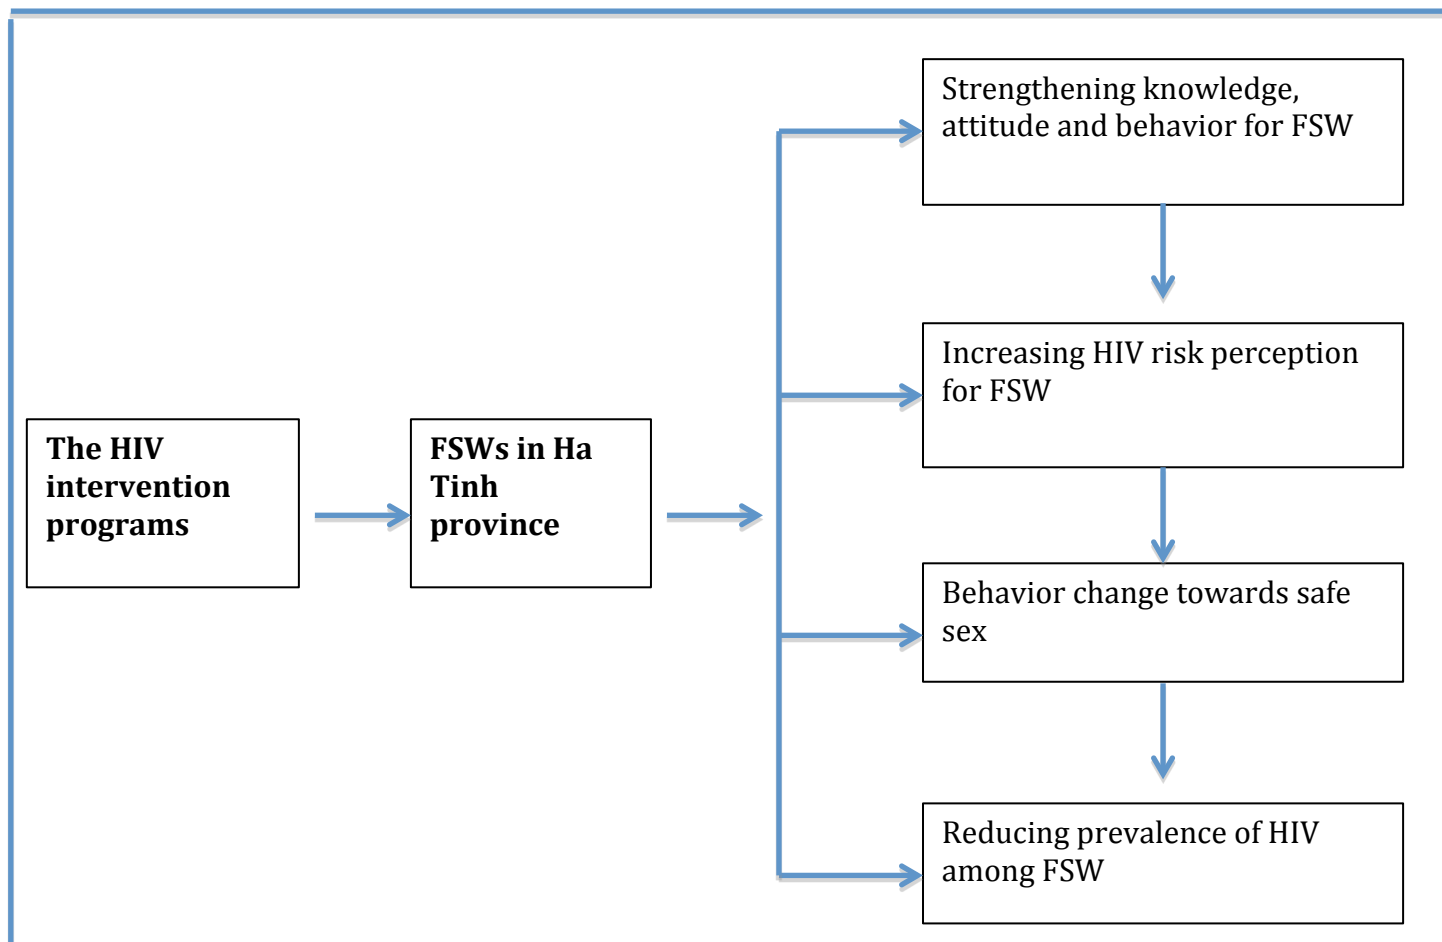 Strengthening knowledge,
attitude and behavior for FSW
Increasing HIV risk perception
for FSW
The HIV
intervention
programs
FSWs in Ha
Tinh
province
Behavior change towards safe
sex
Reducing prevalence of HIV
among FSW